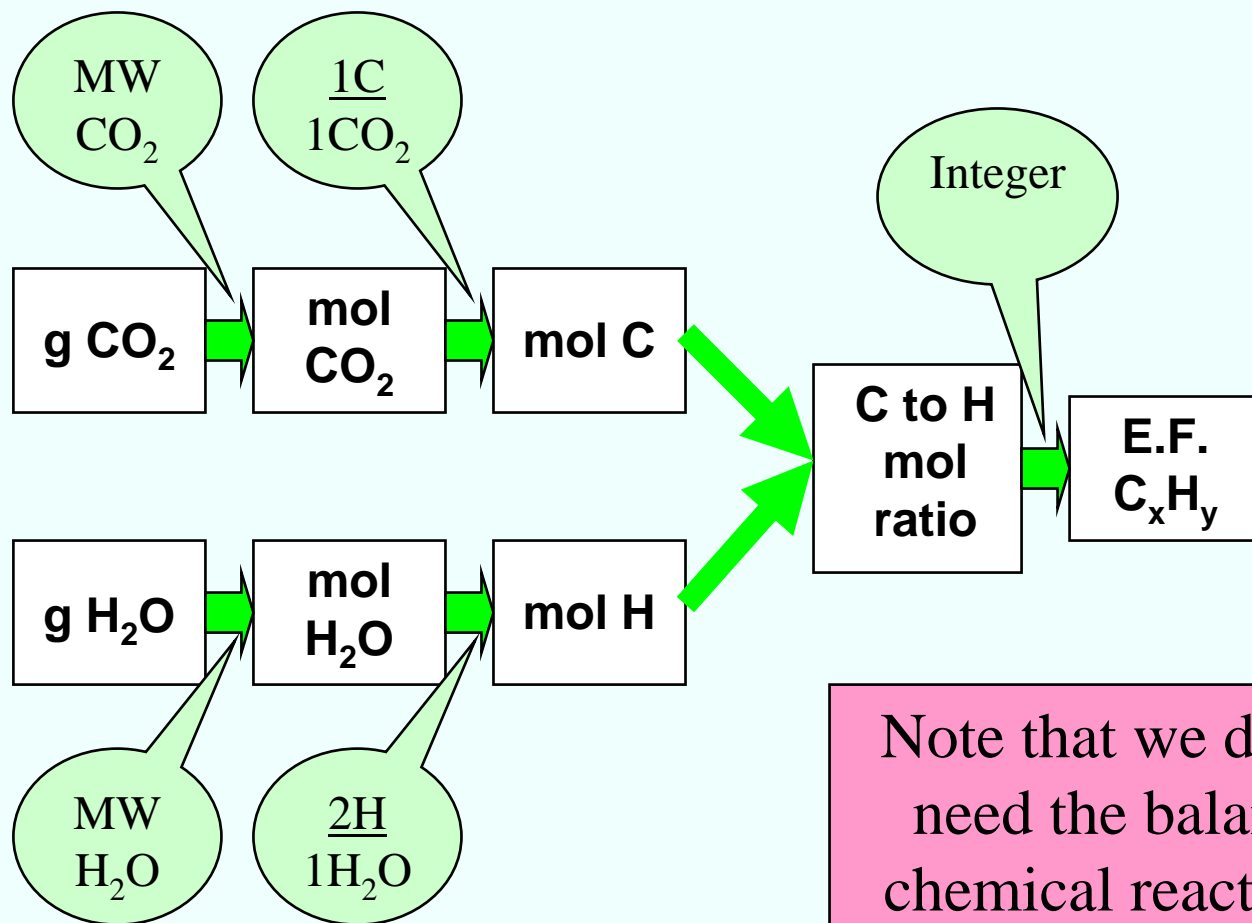 MW
CO₂
1C
1CO₂
Integer
g CO₂
mol
CO₂
mol C
C to H
mol
ratio
E.F.
CₓHᵧ
g H₂O
mol
H₂O
mol H
MW
H₂O
2H
1H₂O
Note that we d
need the bala
chemical react